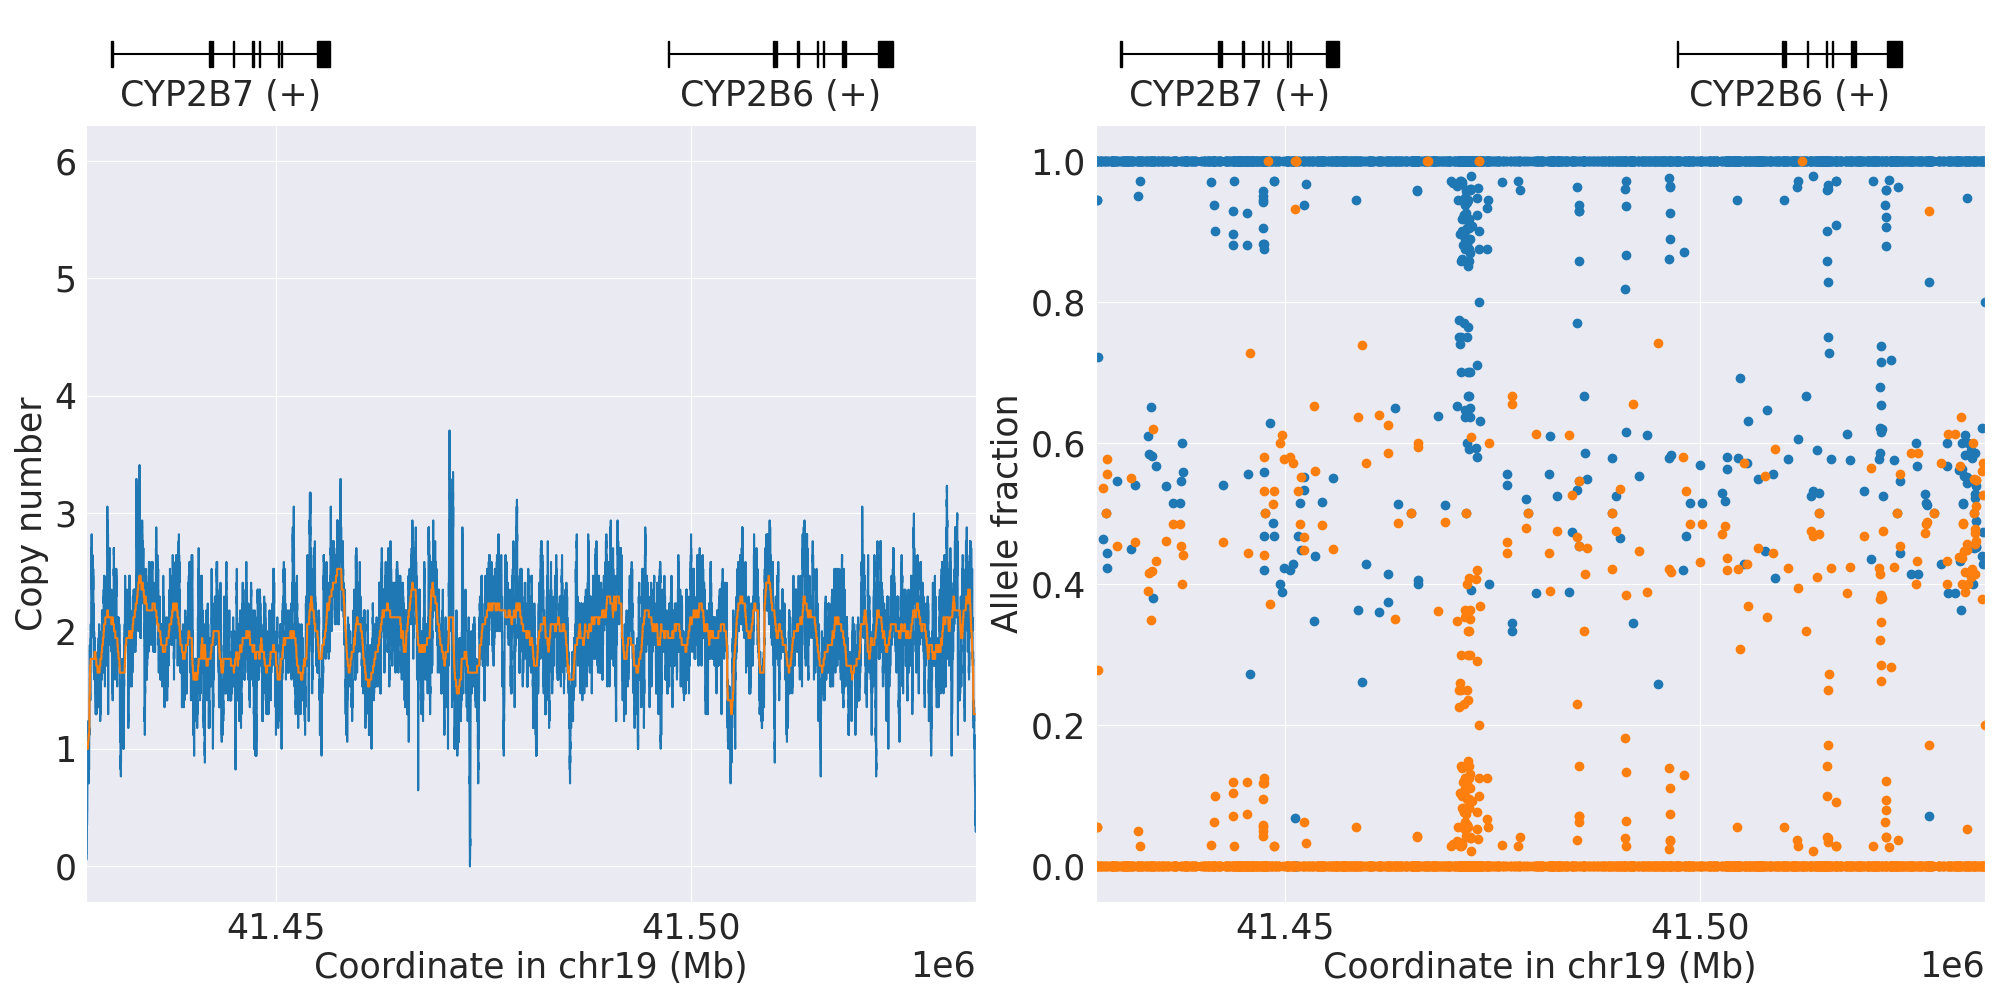 CYP2B7 (+) CYP2B6 (+)
6
5
4
3
2
1
0
Copy number
41.45 41.50
Coordinate in chr19 (Mb) 1e6
CYP2B7 (+) CYP2B6 (+)
1.0
0.8
0.6
0.4
0.2
0.0
Allele fraction
41.45 41.50
Coordinate in chr19 (Mb) 1e6